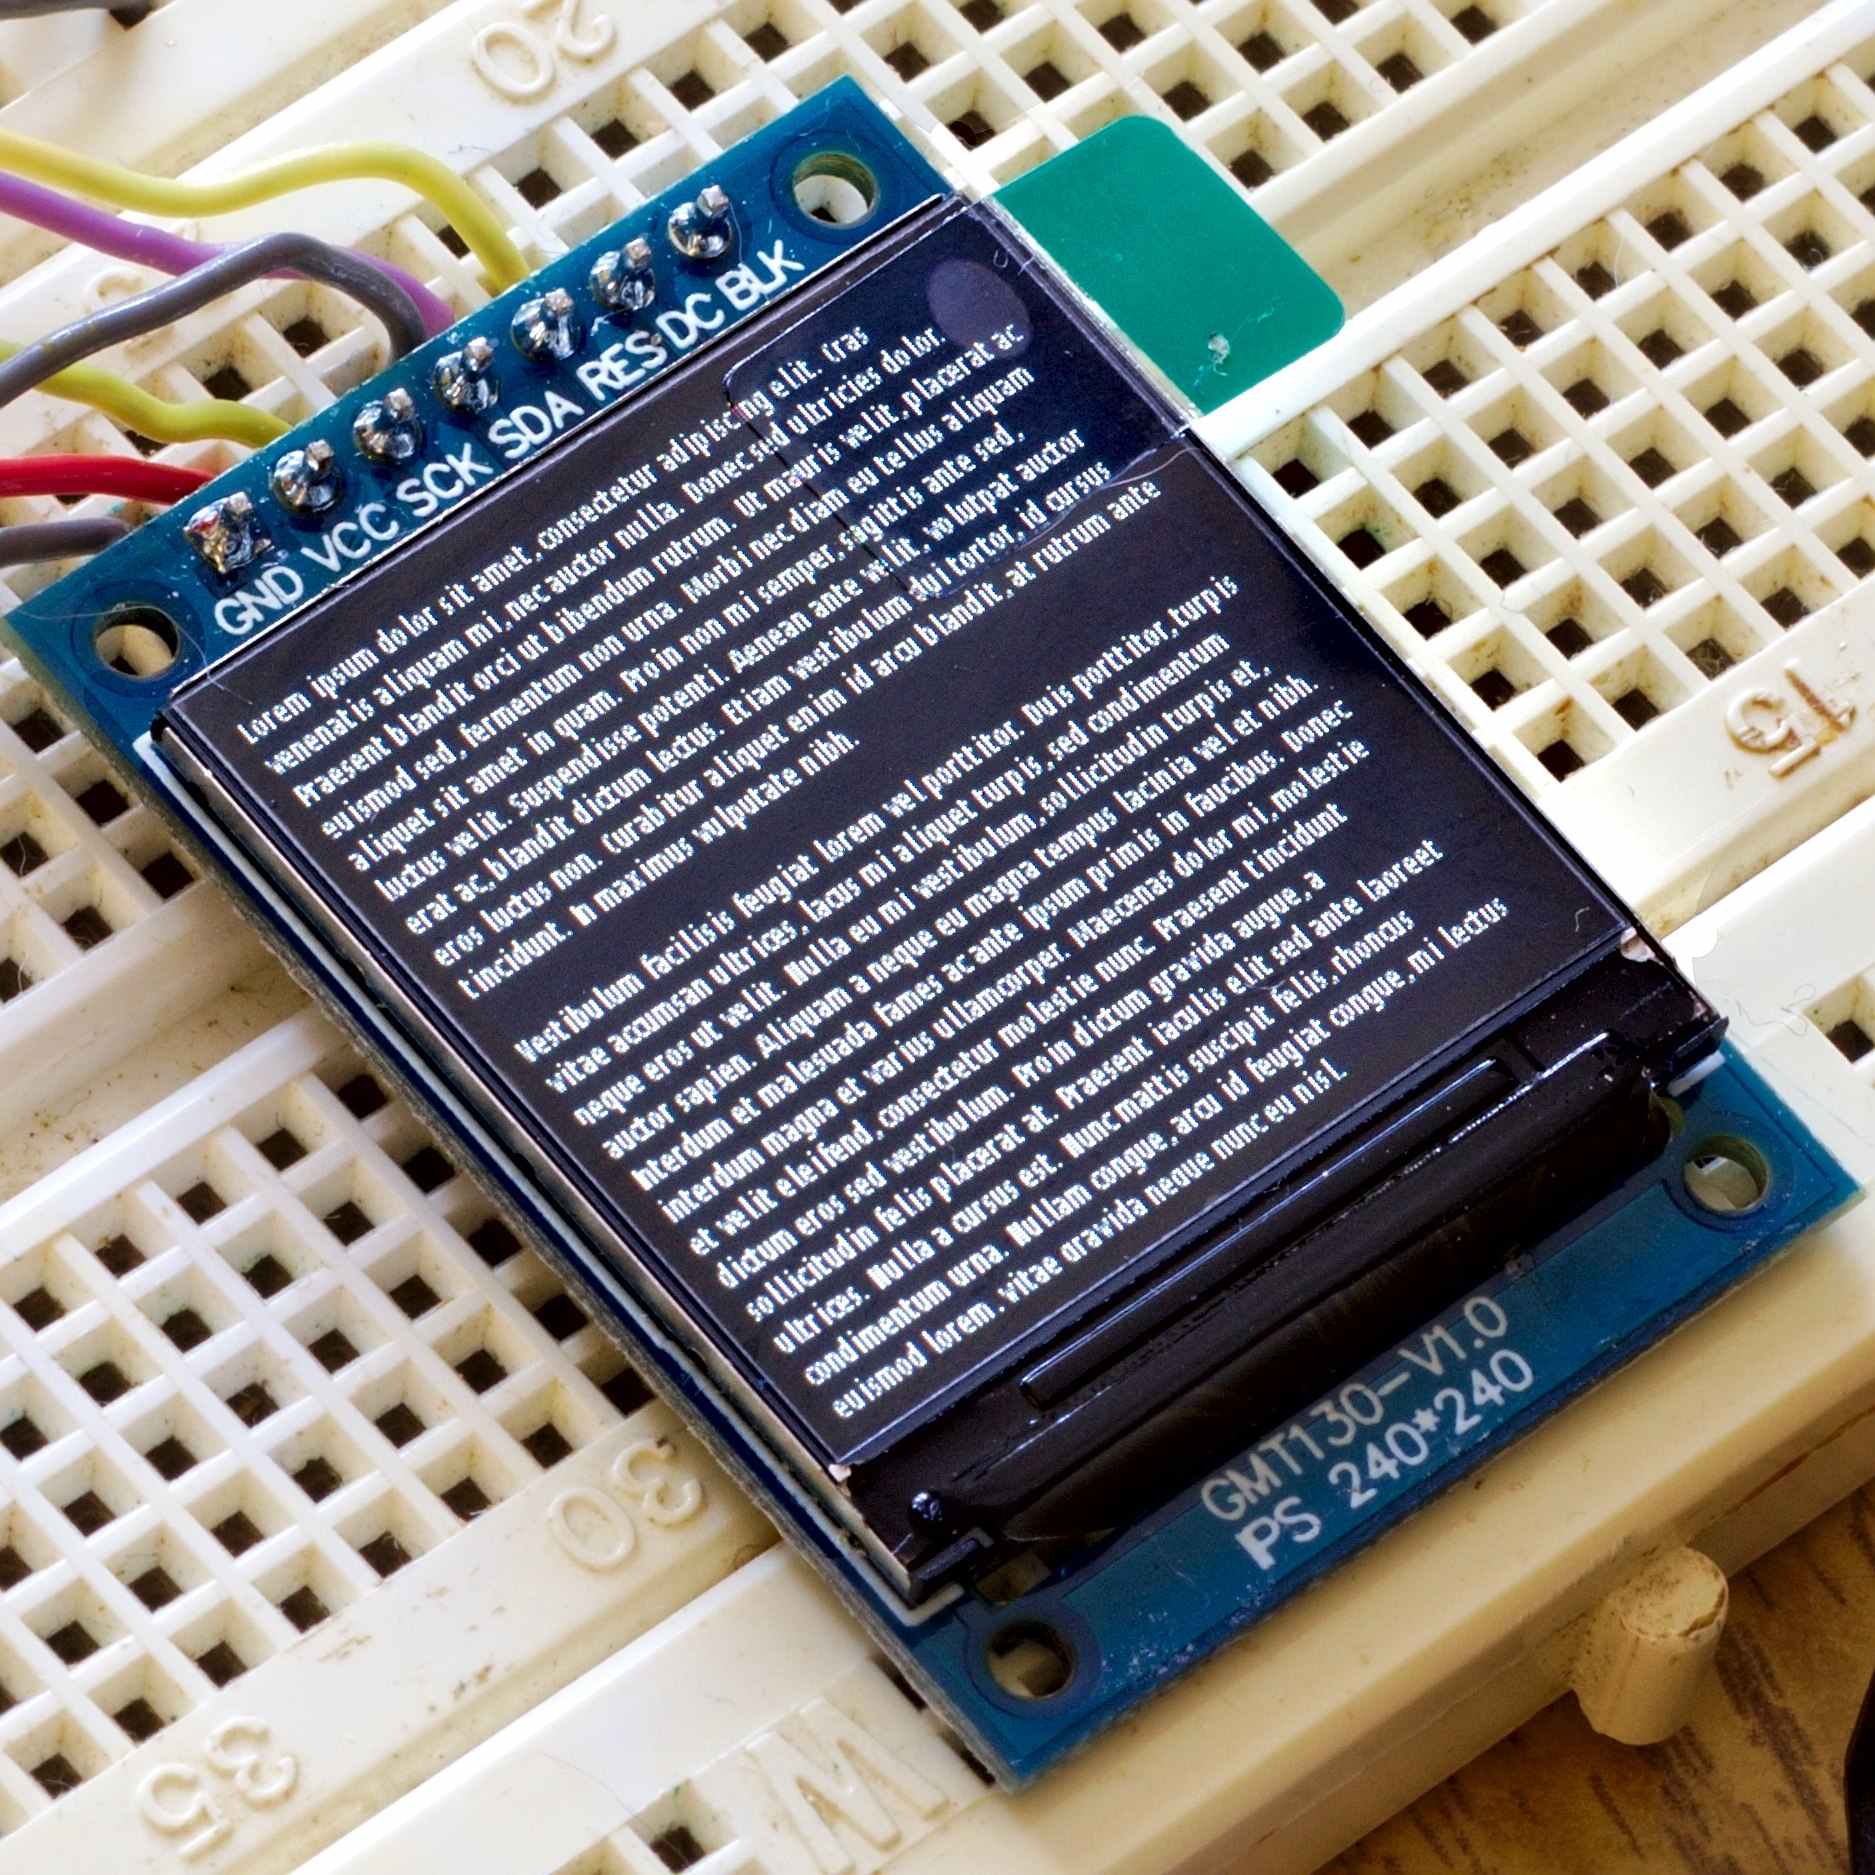 20
GND VCC SCK SDA RES DC BLK
Lorem ipsum dolor sit amet, consectetur adipiscing elit. Cras
venenatis aliquam mi, nec auctor nulla. Donec sed ultricies dolor.
Praesent blandit orci ut bibendum rutrum. Ut mauris velit, placerat ac
euismod sed, fermentum non urna. Morbi nec diam eu tellus aliquam
aliquet sit amet in quam. Proin non mi semper, sagittis ante sed,
luctus velit. Suspendisse potenti. Aenean ante velit, volutpat auctor
erat ac, blandit dictum lectus. Etiam vestibulum dui tortor, id cursus
eros luctus non. Curabitur aliquet enim id arcu blandit, at rutrum ante
tincidunt. In maximus vulputate nibh.
Vestibulum facilisis feugiat lorem vel porttitor. Duis porttitor, turpis
vitae accumsan ultrices, lacus mi aliquet turpis, sed condimentum
neque eros ut velit. Nulla eu mi vestibulum, sollicitudin turpis et,
auctor sapien. Aliquam a neque eu magna tempus lacinia vel et nibh.
Interdum et malesuada fames ac ante ipsum primis in faucibus. Donec
interdum magna et varius ullamcorper. Maecenas dolor mi, molestie
et velit eleifend, consectetur molestie nunc. Praesent tincidunt
dictum eros sed vestibulum. Proin dictum gravida augue, a
sollicitudin felis placerat at. Praesent iaculis elit sed ante laoreet
ultrices. Nulla a cursus est. Nunc mattis suscipit felis, rhoncus
condimentum urna. Nullam congue, arcu id feugiat congue, mi lectus
euismod lorem, vitae gravida neque nunc eu nisl.
GMT130-V1.0
IPS 240*240
15
30
35